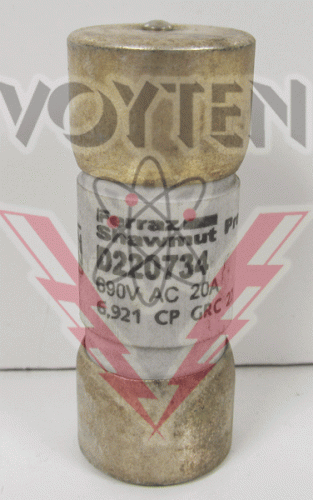 VOYTEN
Ferraz
Shawmut
D220734
690V AC 20A
6,921 CP GRC